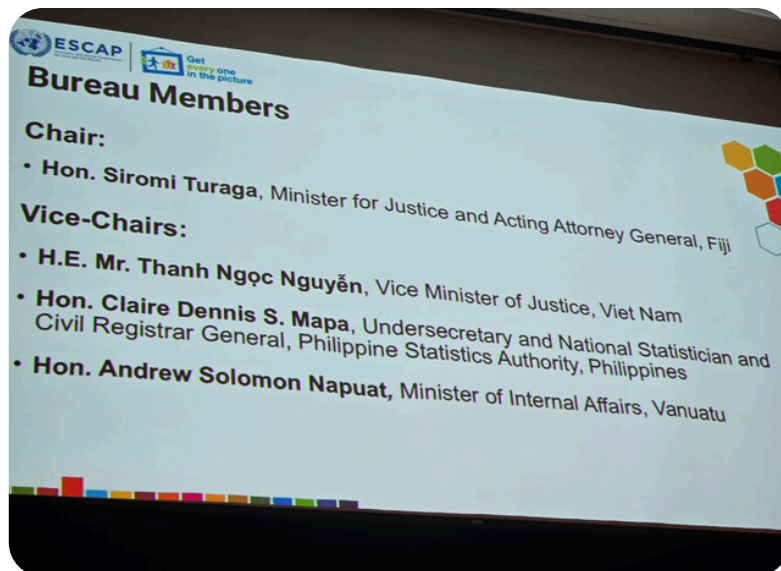 ESCAP
Get
every one
in the picture
Bureau Members
Chair:
• Hon. Siromi Turaga, Minister for Justice and Acting Attorney General, Fiji
Vice-Chairs:
• H.E. Mr. Thanh Ngọc Nguyễn, Vice Minister of Justice, Viet Nam
• Hon. Claire Dennis S. Mapa, Undersecretary and National Statistician and
Civil Registrar General, Philippine Statistics Authority, Philippines
• Hon. Andrew Solomon Napuat, Minister of Internal Affairs, Vanuatu